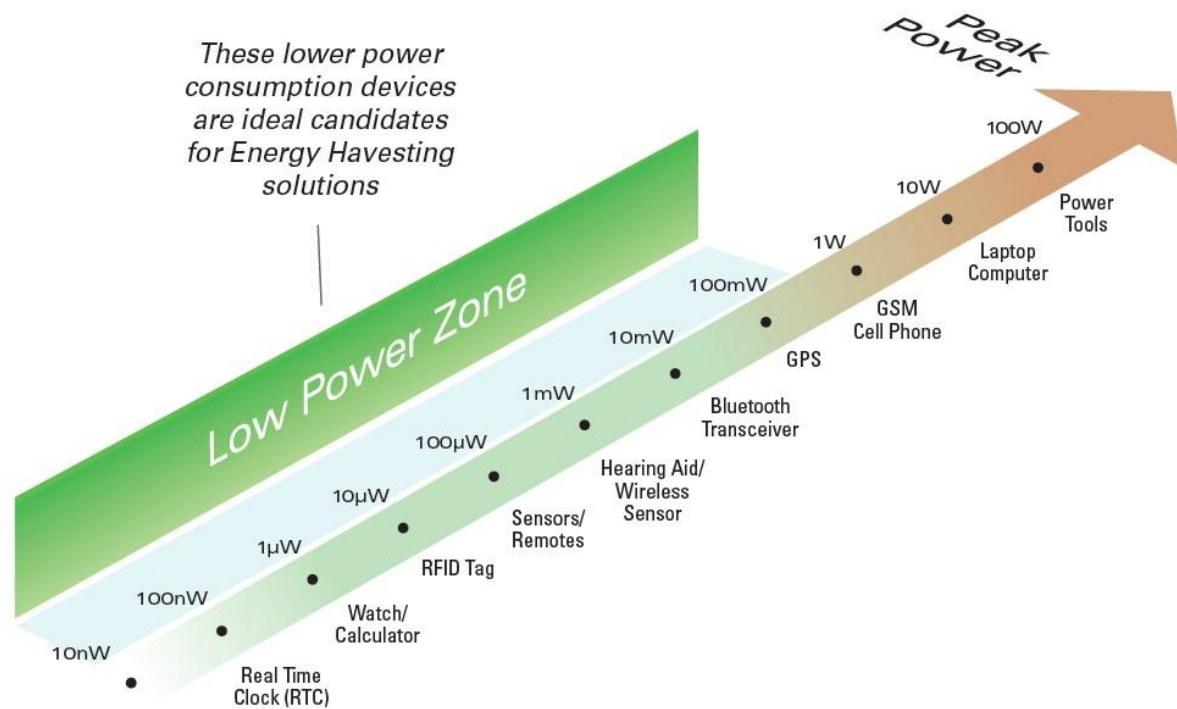 These lower power
consumption devices
are ideal candidates
for Energy Havesting
solutions
Peak
Power
Low Power Zone
100W
10W
1W
100mW
10mW
1mW
100µW
10µW
1µW
100nW
10nW
Power
Tools
Laptop
Computer
GSM
Cell Phone
GPS
Bluetooth
Transceiver
Hearing Aid/
Wireless
Sensor
Sensors/
Remotes
RFID Tag
Watch/
Calculator
Real Time
Clock (RTC)